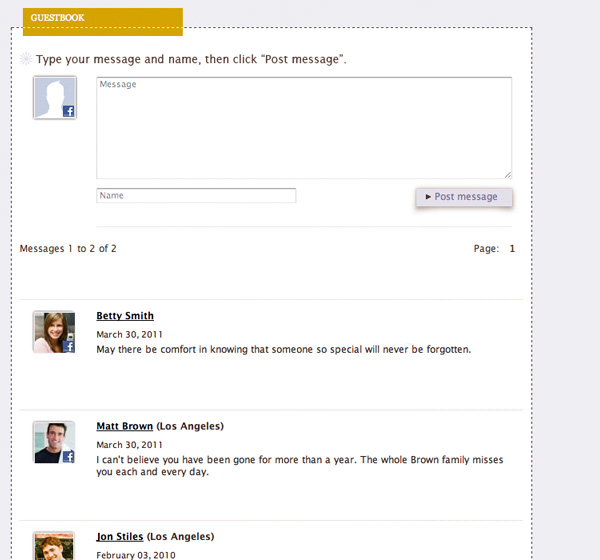 GUESTBOOK
Type your message and name, then click “Post message”.
Message
Name
Post message
Messages 1 to 2 of 2
Page: 1
Betty Smith
March 30, 2011
May there be comfort in knowing that someone so special will never be forgotten.
Matt Brown (Los Angeles)
March 30, 2011
I can't believe you have been gone for more than a year. The whole Brown family misses
you each and every day.
Jon Stiles (Los Angeles)
February 03, 2010